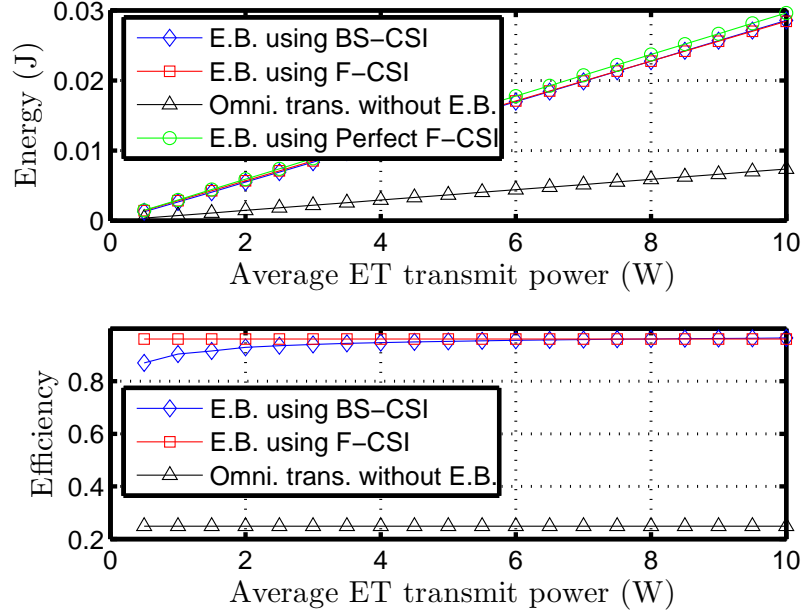 0.03
0.02
0.01
0
Energy (J)
E.B. using BS−CSI
E.B. using F−CSI
Omni. trans. without E.B.
E.B. using Perfect F−CSI
0 2 4 6 8 10
Average ET transmit power (W)
0.8
0.6
0.4
0.2
Efficiency
E.B. using BS−CSI
E.B. using F−CSI
Omni. trans. without E.B.
0 2 4 6 8 10
Average ET transmit power (W)